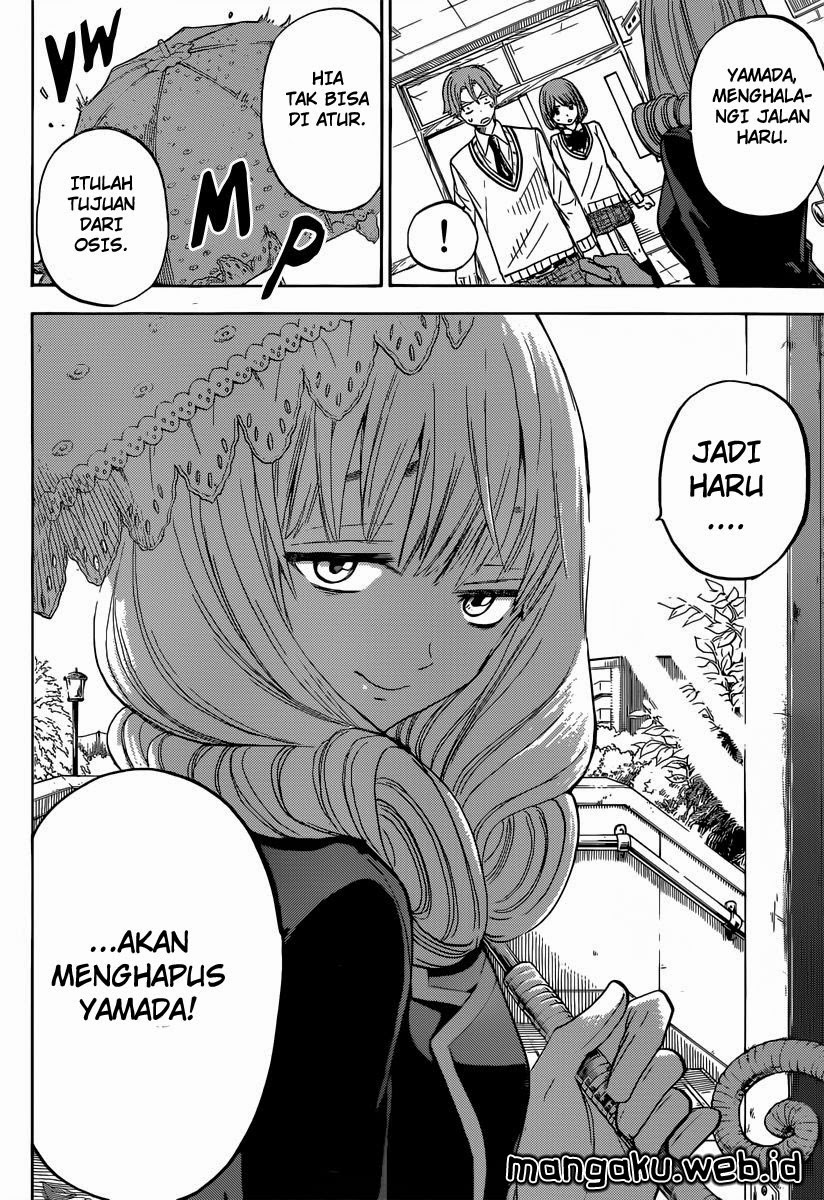 YAMADA,
MENGHALA-
NGI JALAN
HARU.
!
HIA
TAK BISA
DI ATUR.
ITULAH
TUJUAN
DARI
OSIS.
VW
M
P
JADI
HARU
....
...AKAN
MENGHAPUS
YAMADA!
mangaku.web.id